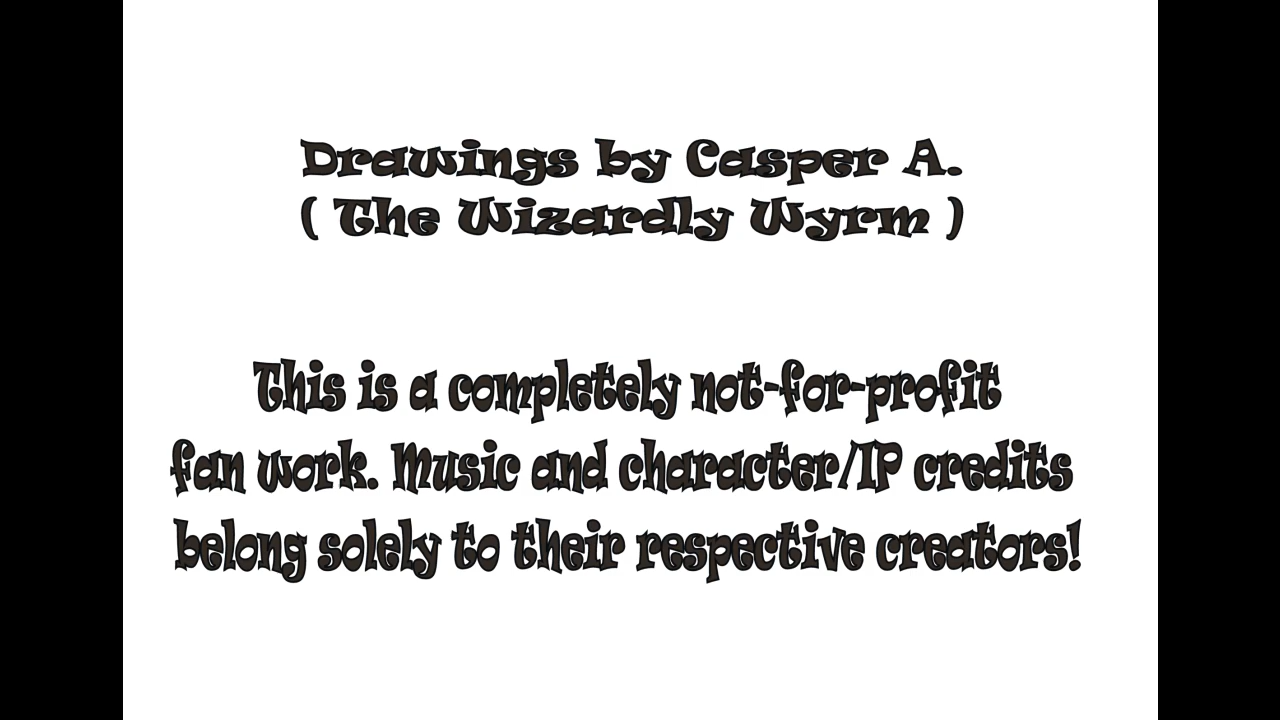 Drawings by Casper A.
( The Wizardly Wyrm )
This is a completely not-for-profit
fan work. Music and character/IP credits
belong solely to their respective creators!